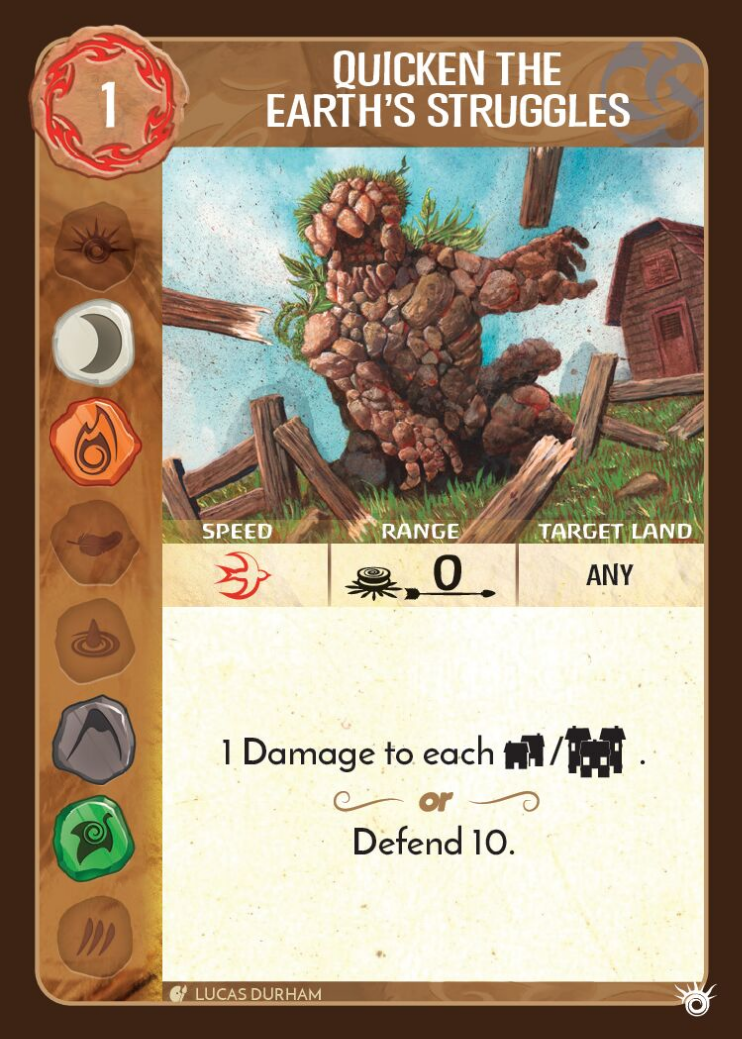 1
QUICKEN THE
EARTH'S STRUGGLES
SPEED RANGE TARGET LAND
0 ANY
1 Damage to each / .
or
Defend 10.
LUCAS DURHAM